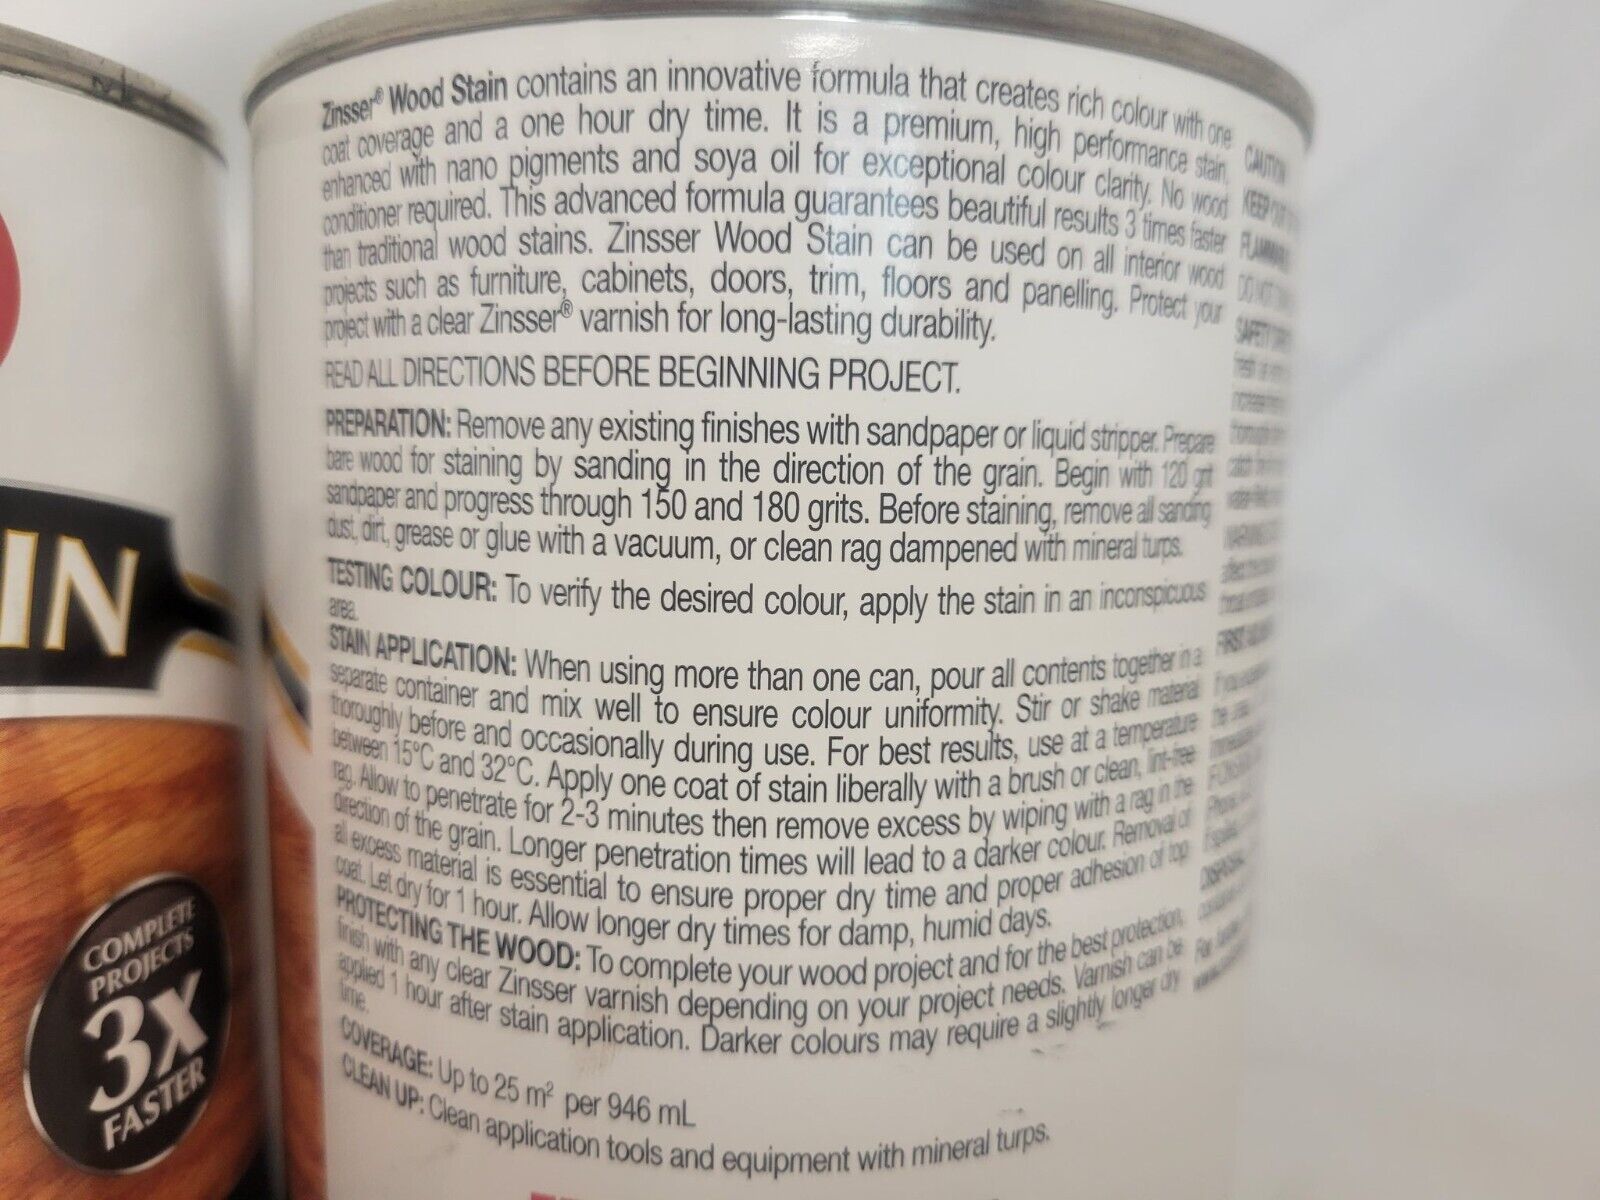 IN
COMPLETE
PROJECTS
3X
FASTER
Zinsser® Wood Stain contains an innovative formula that creates rich colour with one
coat coverage and a one hour dry time. It is a premium, high performance stain,
enhanced with nano pigments and soya oil for exceptional colour clarity. No wood
conditioner required. This advanced formula guarantees beautiful results 3 times faster
than traditional wood stains. Zinsser Wood Stain can be used on all interior wood
projects such as furniture, cabinets, doors, trim, floors and panelling. Protect your
project with a clear Zinsser® varnish for long-lasting durability.
READ ALL DIRECTIONS BEFORE BEGINNING PROJECT.
PREPARATION: Remove any existing finishes with sandpaper or liquid stripper. Prepare
bare wood for staining by sanding in the direction of the grain. Begin with 120 grit
sandpaper and progress through 150 and 180 grits. Before staining, remove all sanding
dust, dirt, grease or glue with a vacuum, or clean rag dampened with mineral turps.
TESTING COLOUR: To verify the desired colour, apply the stain in an inconspicuous
area.
STAIN APPLICATION: When using more than one can, pour all contents together in a
separate container and mix well to ensure colour uniformity. Stir or shake material
thoroughly before and occasionally during use. For best results, use at a temperature
between 15°C and 32°C. Apply one coat of stain liberally with a brush or clean, lint-free
rag. Allow to penetrate for 2-3 minutes then remove excess by wiping with a rag in the
direction of the grain. Longer penetration times will lead to a darker colour. Removal of
all excess material is essential to ensure proper dry time and proper adhesion of top
coat. Let dry for 1 hour. Allow longer dry times for damp, humid days.
PROTECTING THE WOOD: To complete your wood project and for the best protection,
finish with any clear Zinsser varnish depending on your project needs. Varnish can be
applied 1 hour after stain application. Darker colours may require a slightly longer dry
time.
COVERAGE: Up to 25 m² per 946 mL
CLEAN UP: Clean application tools and equipment with mineral turps.
CAUTION
KEEP OUT
FIRST